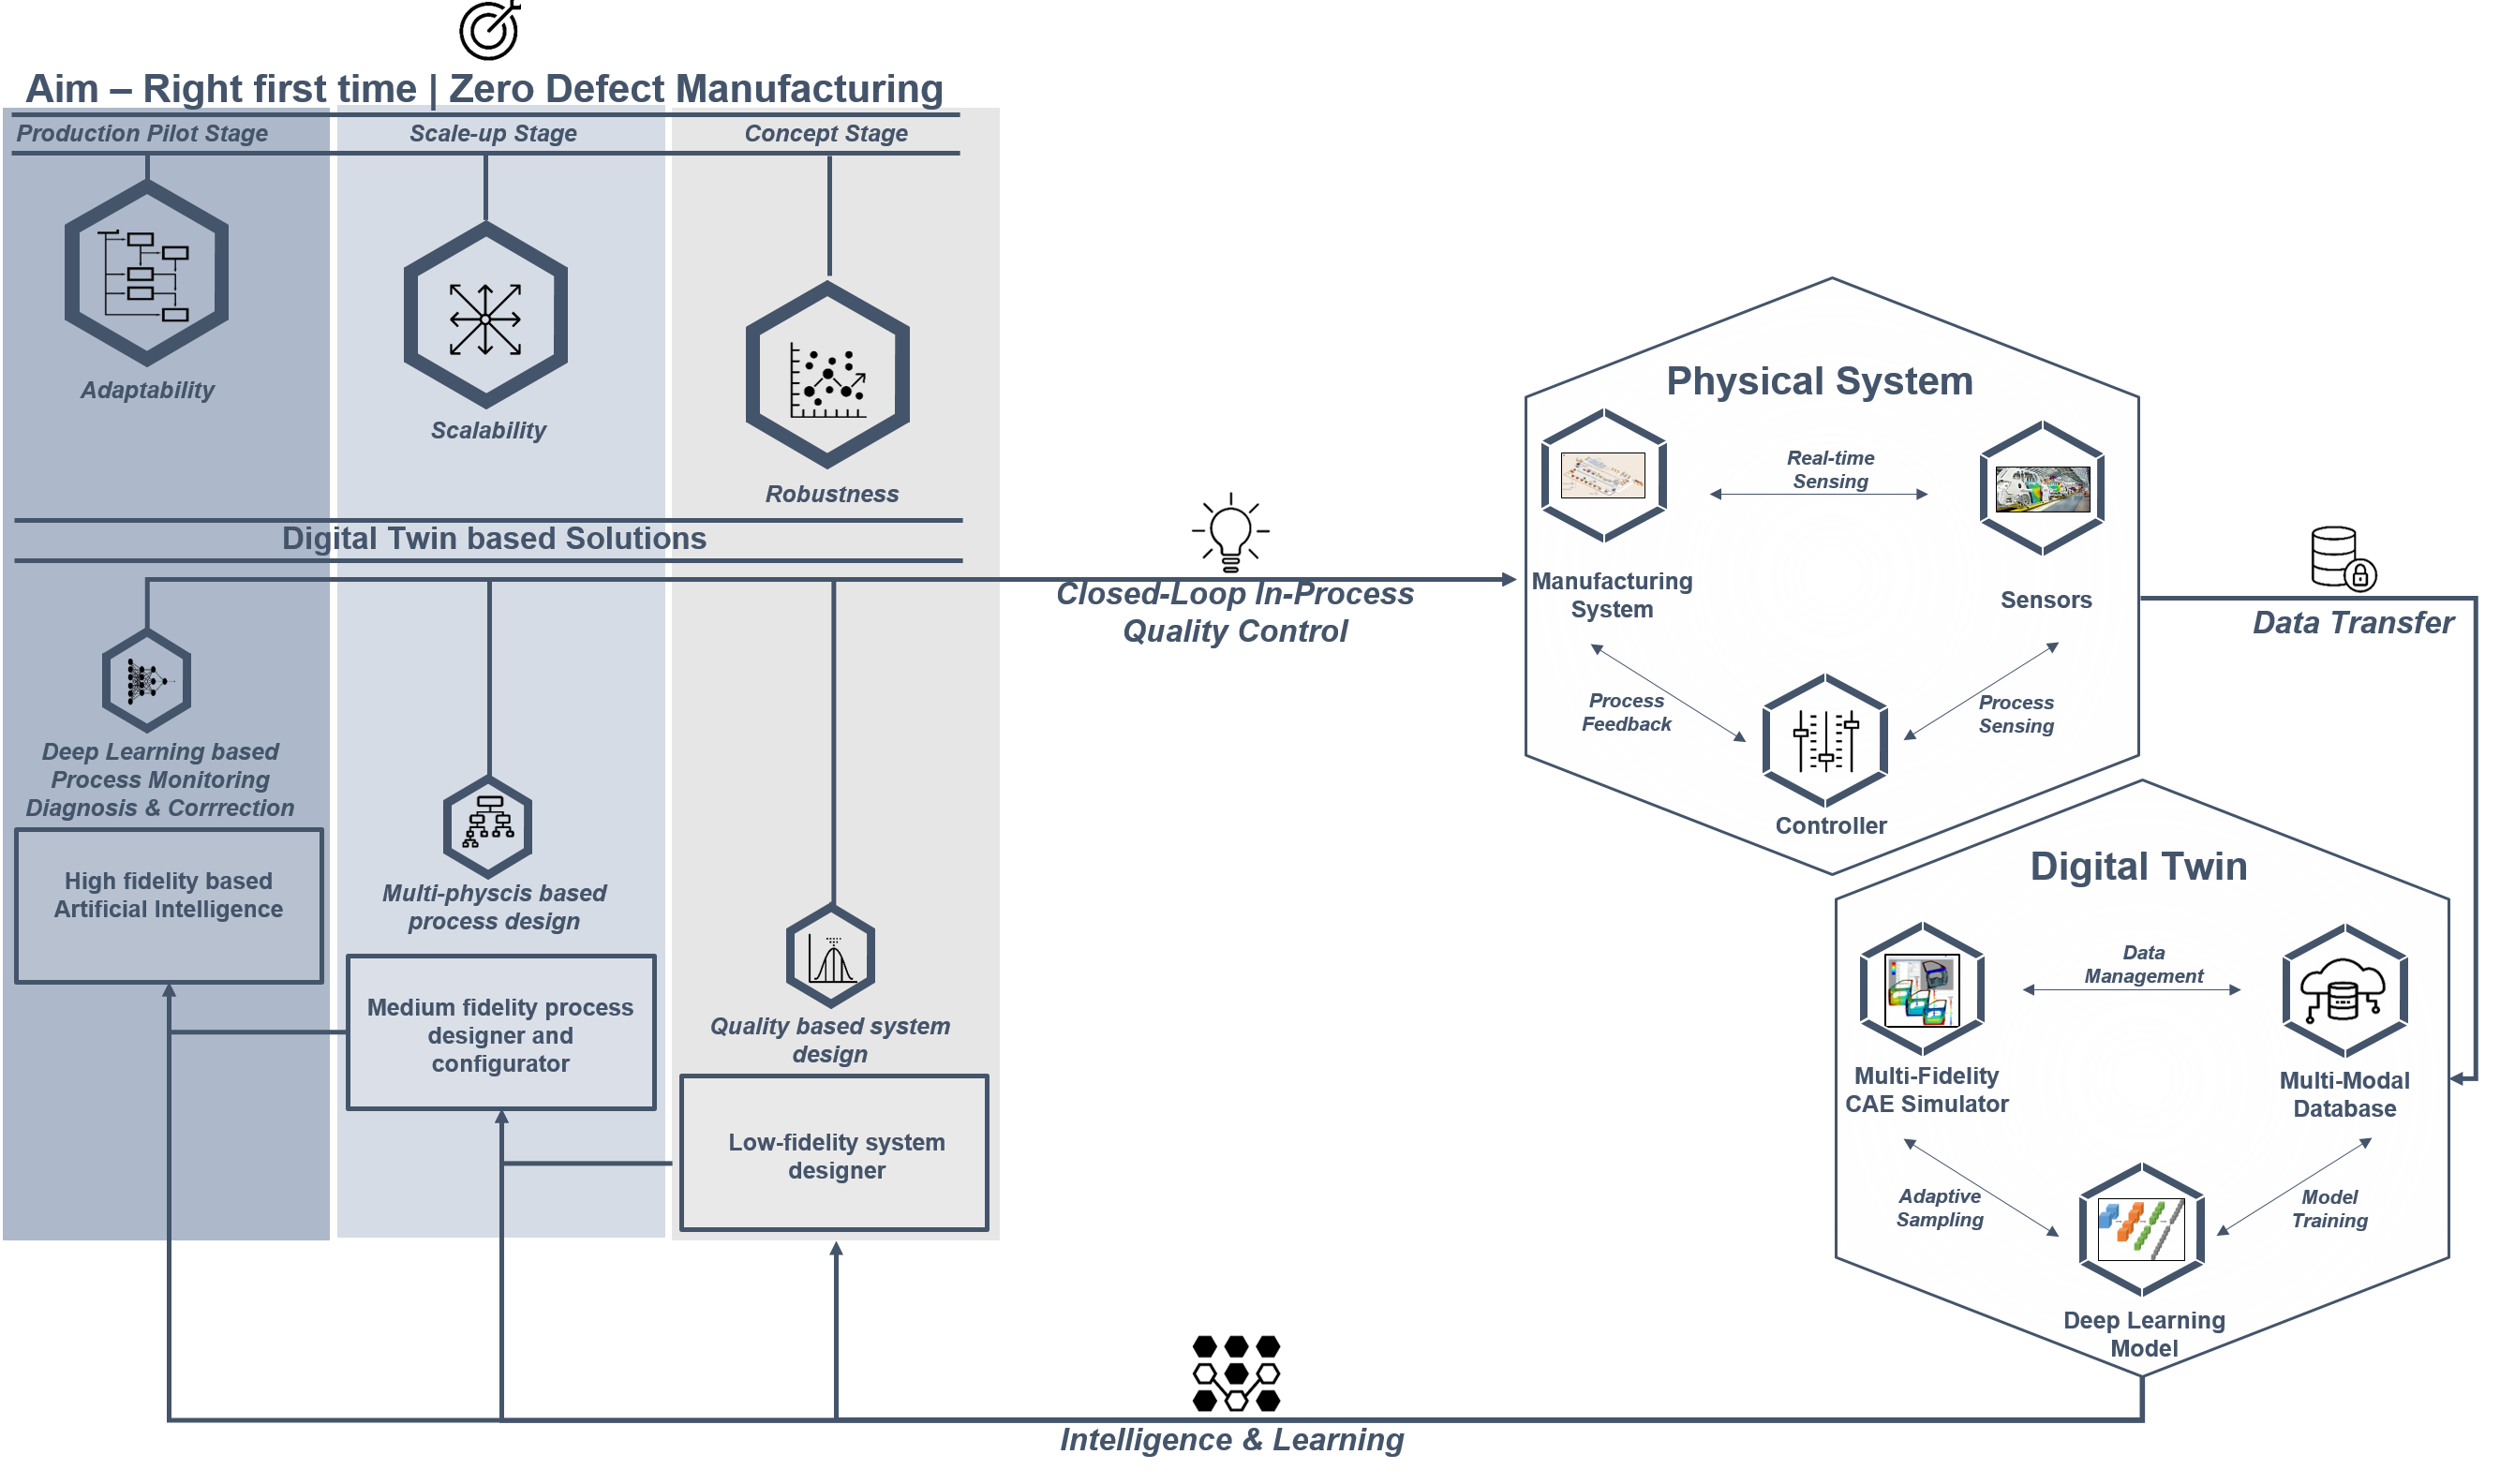 Aim – Right first time | Zero Defect Manufacturing
Production Pilot Stage
Scale-up Stage
Concept Stage
Adaptability
Scalability
Robustness
Digital Twin based Solutions
Deep Learning based
Process Monitoring
Diagnosis & Corrrection
High fidelity based
Artificial Intelligence
Multi-physcis based
process design
Medium fidelity process
designer and
configurator
Quality based system
design
Low-fidelity system
designer
Closed-Loop In-Process
Quality Control
Physical System
Real-time
Sensing
Manufacturing
System
Sensors
Process
Feedback
Process
Sensing
Controller
Data Transfer
Digital Twin
Data
Management
Multi-Fidelity
CAE Simulator
Multi-Modal
Database
Adaptive
Sampling
Model
Training
Deep Learning
Model
Intelligence & Learning